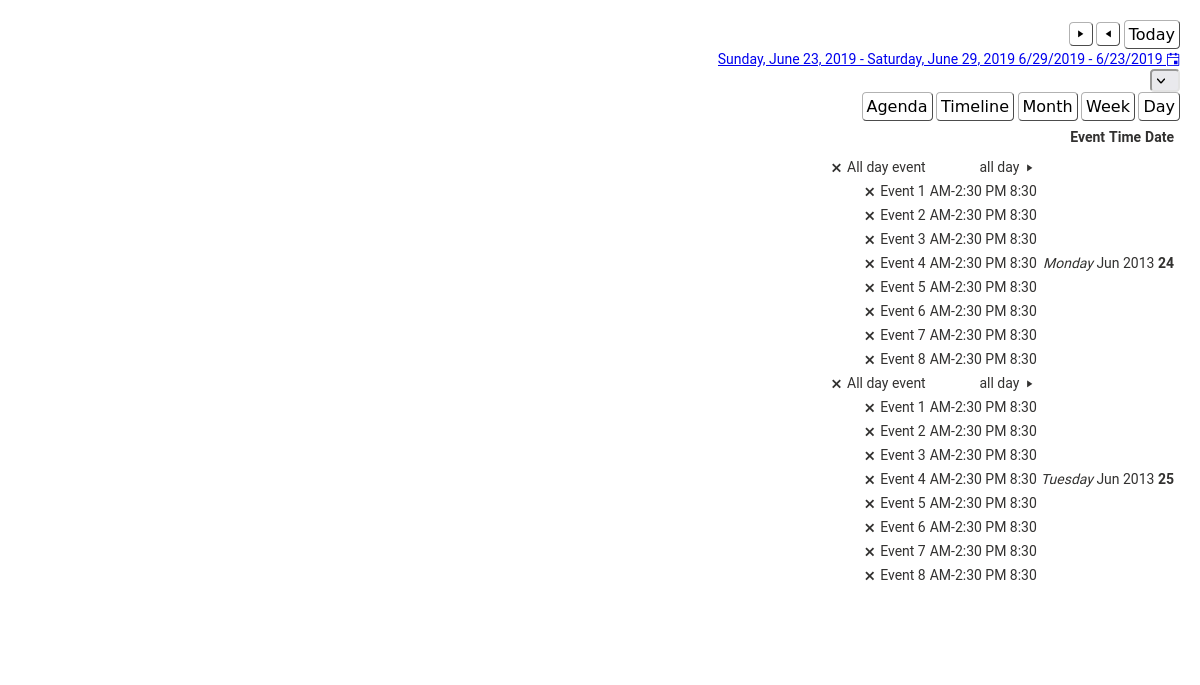 Today
Sunday, June 23, 2019 - Saturday, June 29, 2019 6/29/2019 - 6/23/2019
Agenda Timeline Month Week Day
Event Time Date
All day event all day
Event 1 AM-2:30 PM 8:30
Event 2 AM-2:30 PM 8:30
Event 3 AM-2:30 PM 8:30
Event 4 AM-2:30 PM 8:30 Monday Jun 2013 24
Event 5 AM-2:30 PM 8:30
Event 6 AM-2:30 PM 8:30
Event 7 AM-2:30 PM 8:30
Event 8 AM-2:30 PM 8:30
All day event all day
Event 1 AM-2:30 PM 8:30
Event 2 AM-2:30 PM 8:30
Event 3 AM-2:30 PM 8:30
Event 4 AM-2:30 PM 8:30 Tuesday Jun 2013 25
Event 5 AM-2:30 PM 8:30
Event 6 AM-2:30 PM 8:30
Event 7 AM-2:30 PM 8:30
Event 8 AM-2:30 PM 8:30